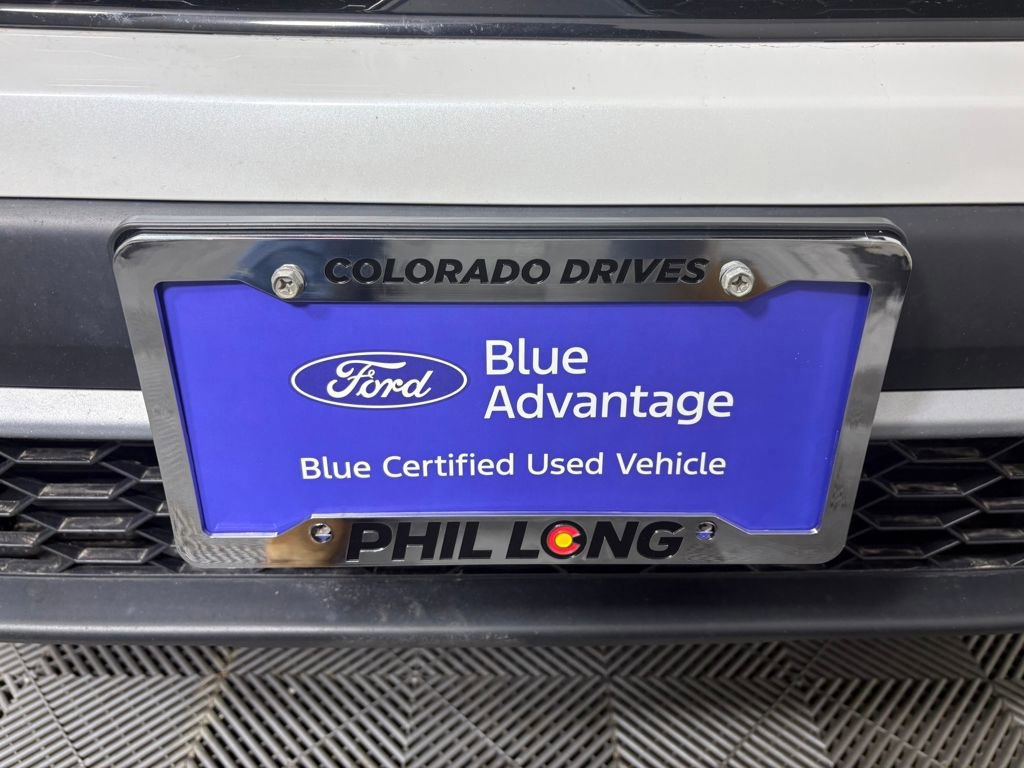 COLORADO DRIVES
Ford
Blue
Advantage
Blue Certified Used Vehicle
PHIL LONG